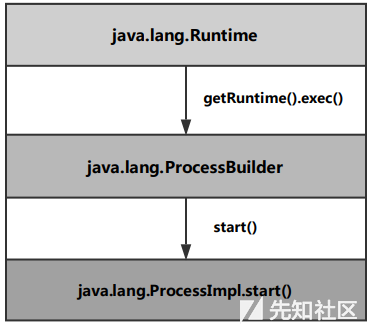 java.lang.Runtime
getRuntime().exec()
java.lang.ProcessBuilder
start()
java.lang.ProcessImpl.start()
先知社区